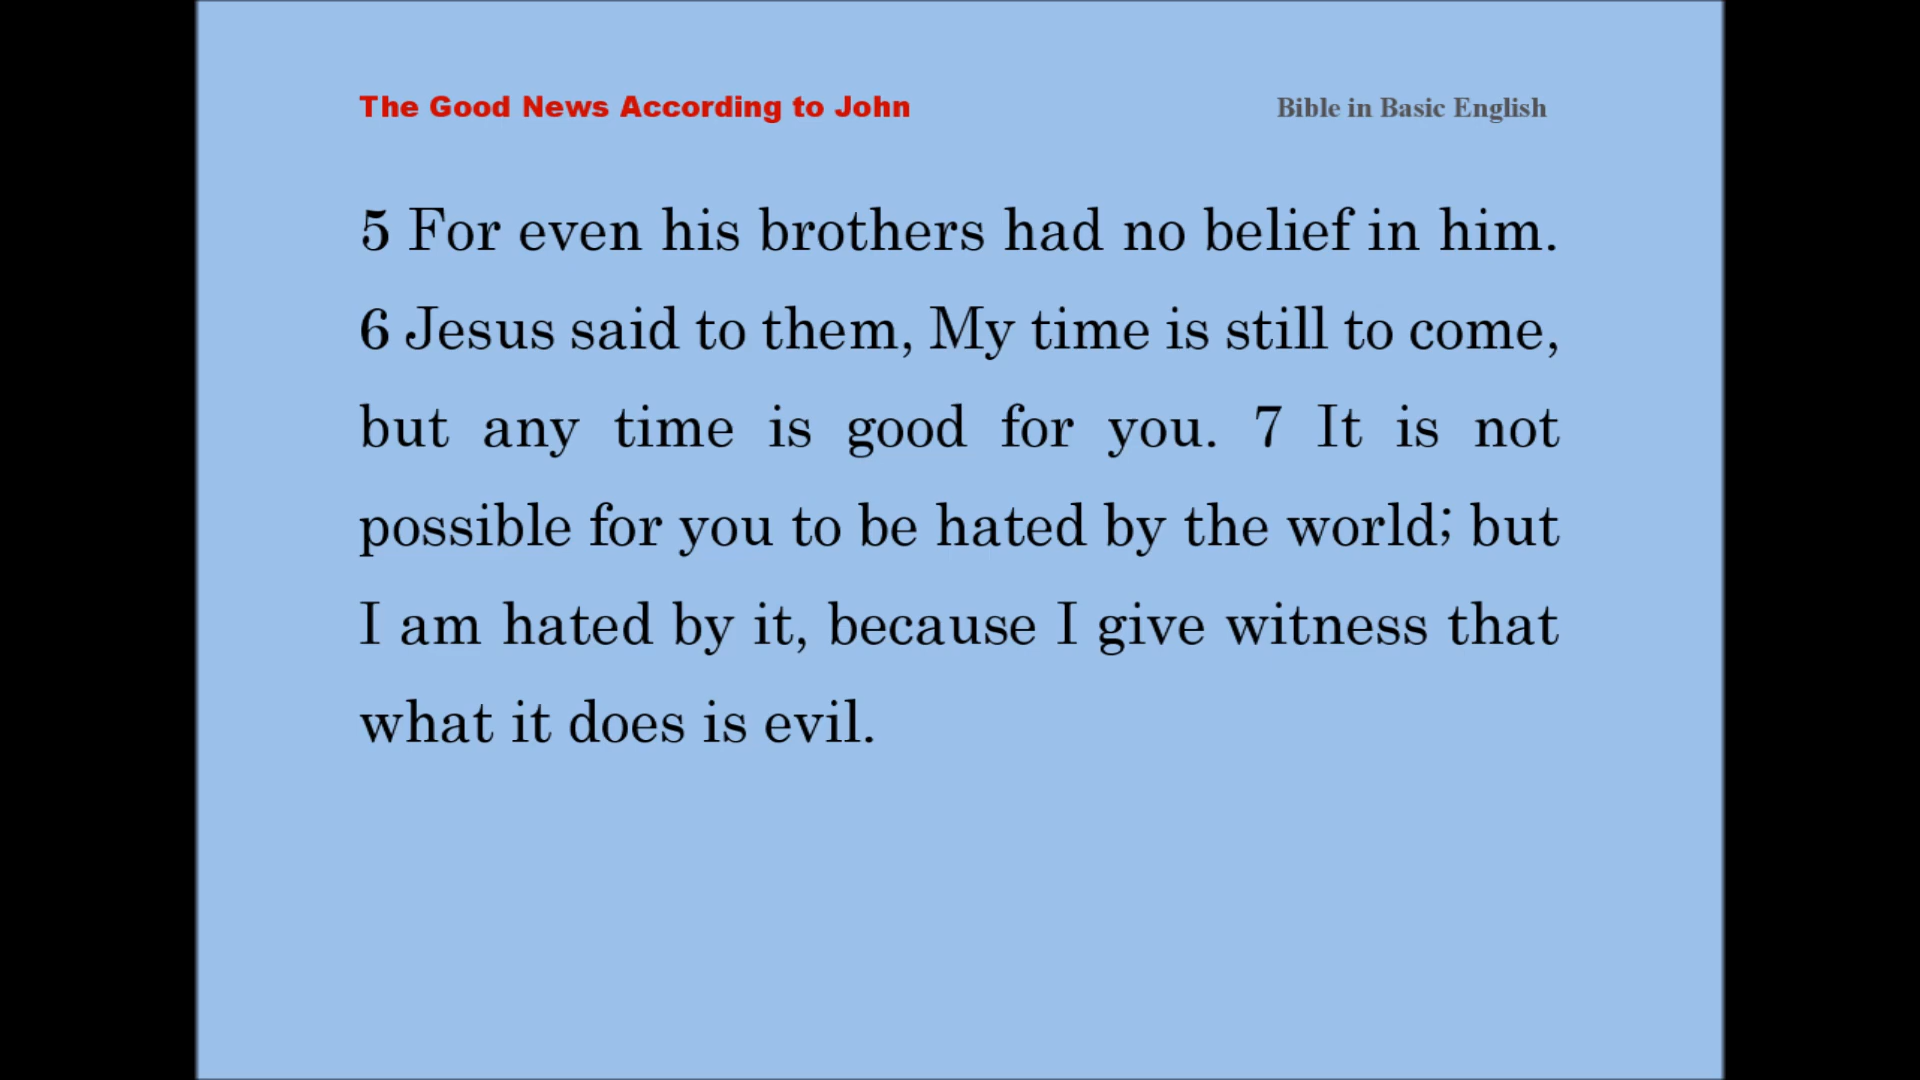 The Good News According to John
Bible in Basic English
5 For even his brothers had no belief in him.
6 Jesus said to them, My time is still to come,
but any time is good for you. 7 It is not
possible for you to be hated by the world; but
I am hated by it, because I give witness that
what it does is evil.